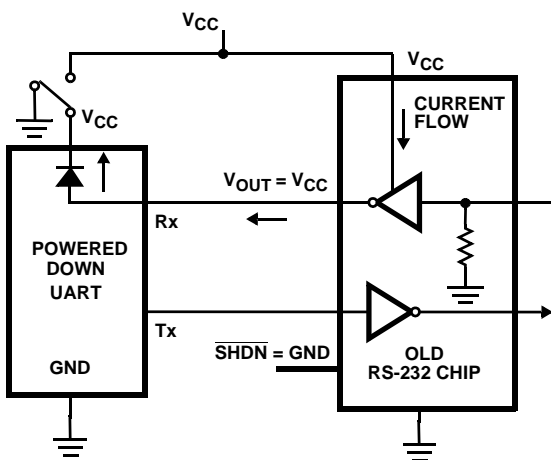 VCC
VCC
VCC
CURRENT
FLOW
VOUT = VCC
Rx
POWERED
DOWN
UART
Tx
SHDN = GND
OLD
RS-232 CHIP
GND